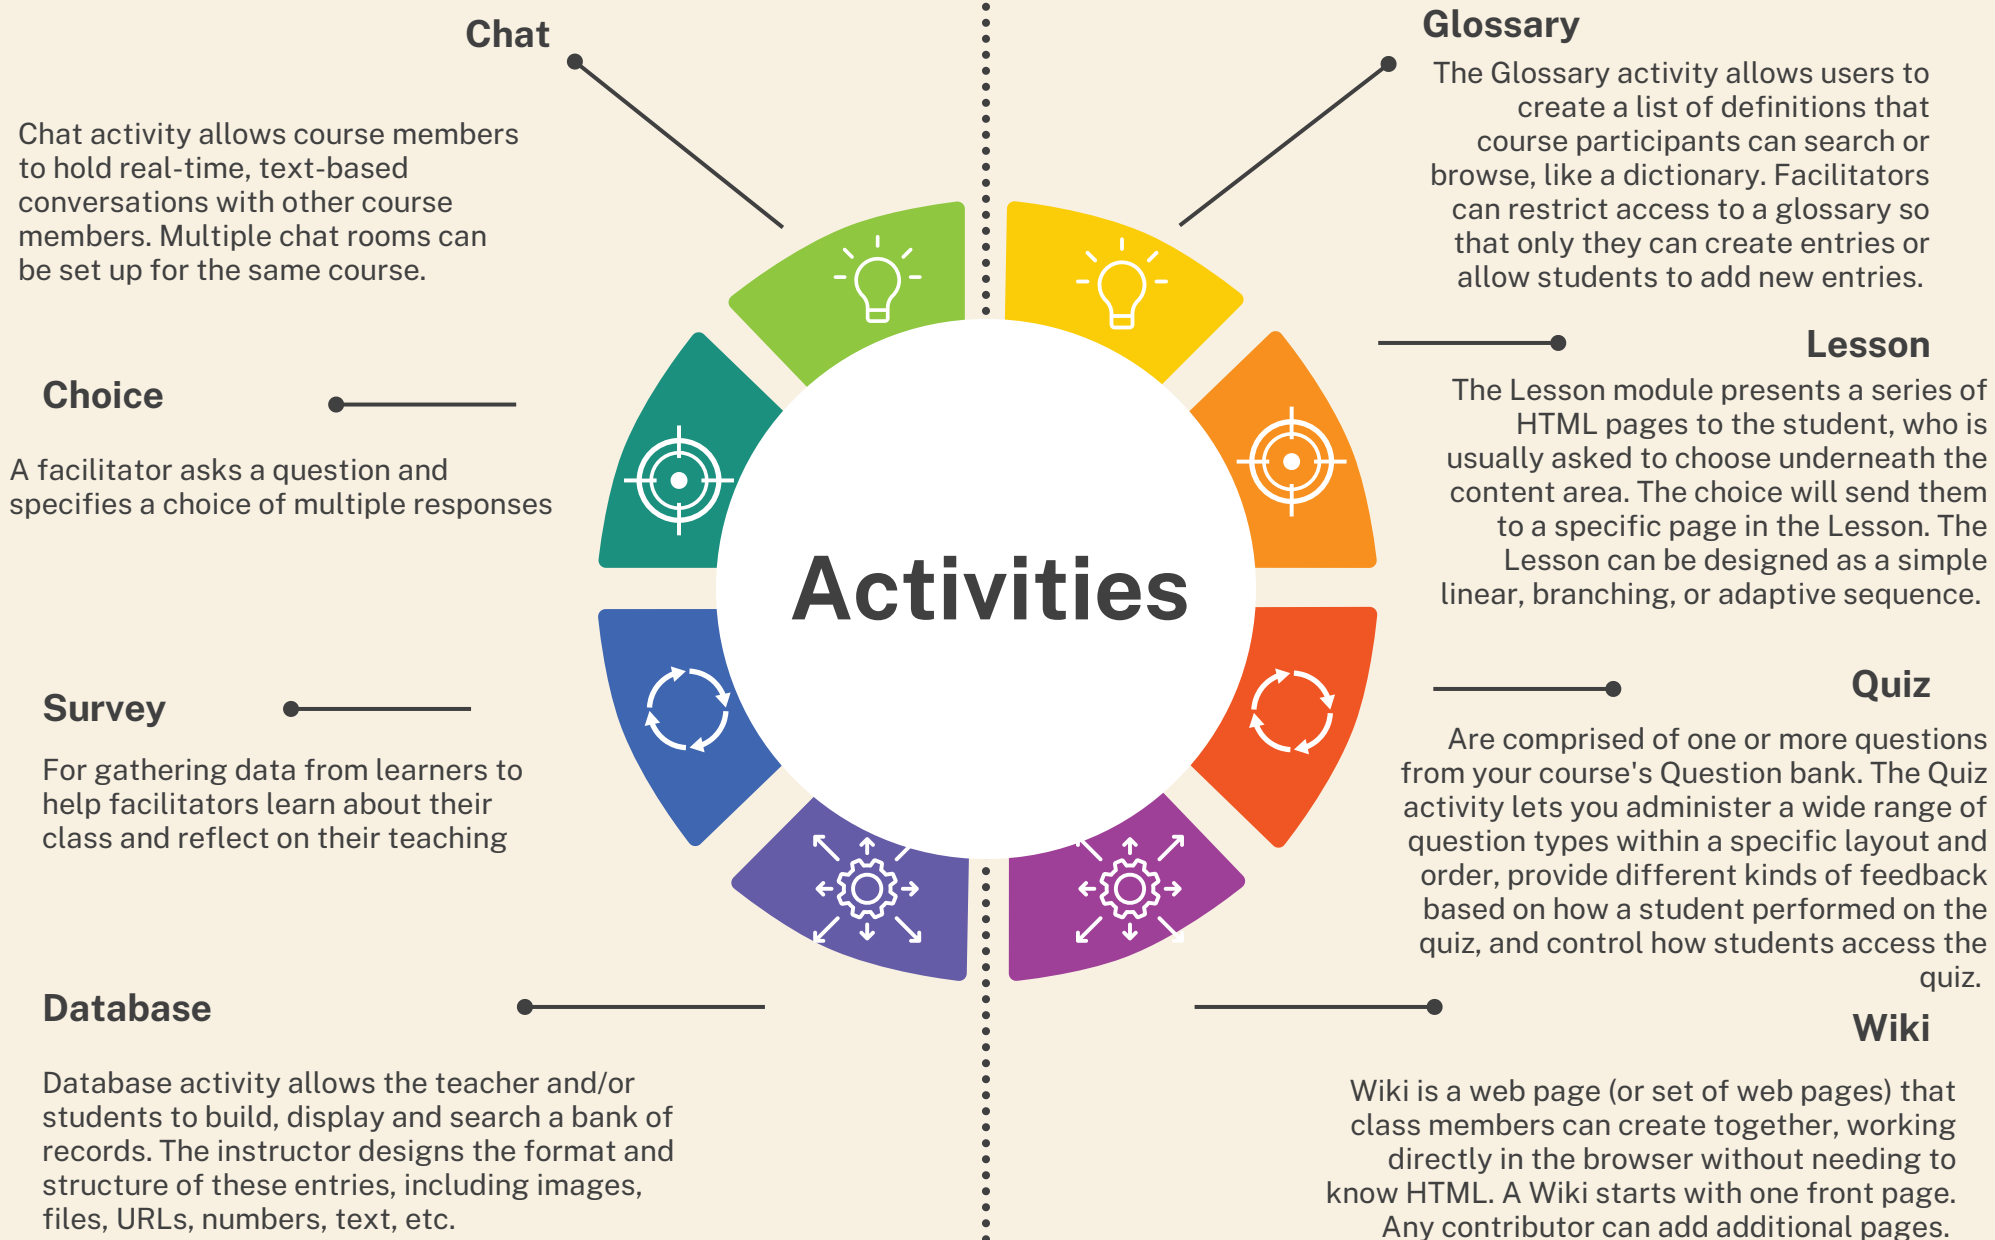 Chat
Chat activity allows course members
to hold real-time, text-based
conversations with other course
members. Multiple chat rooms can
be set up for the same course.
Choice
A facilitator asks a question and
specifies a choice of multiple responses
Survey
For gathering data from learners to
help facilitators learn about their
class and reflect on their teaching
Database
Database activity allows the teacher and/or
students to build, display and search a bank of
records. The instructor designs the format and
structure of these entries, including images,
files, URLs, numbers, text, etc.
Activities
Glossary
The Glossary activity allows users to
create a list of definitions that
course participants can search or
browse, like a dictionary. Facilitators
can restrict access to a glossary so
that only they can create entries or
allow students to add new entries.
Lesson
The Lesson module presents a series of
HTML pages to the student, who is
usually asked to choose underneath the
content area. The choice will send them
to a specific page in the Lesson. The
Lesson can be designed as a simple
linear, branching, or adaptive sequence.
Quiz
Are comprised of one or more questions
from your course's Question bank. The Quiz
activity lets you administer a wide range of
question types within a specific layout and
order, provide different kinds of feedback
based on how a student performed on the
quiz, and control how students access the
quiz.
Wiki
Wiki is a web page (or set of web pages) that
class members can create together, working
directly in the browser without needing to
know HTML. A Wiki starts with one front page.
Any contributor can add additional pages.